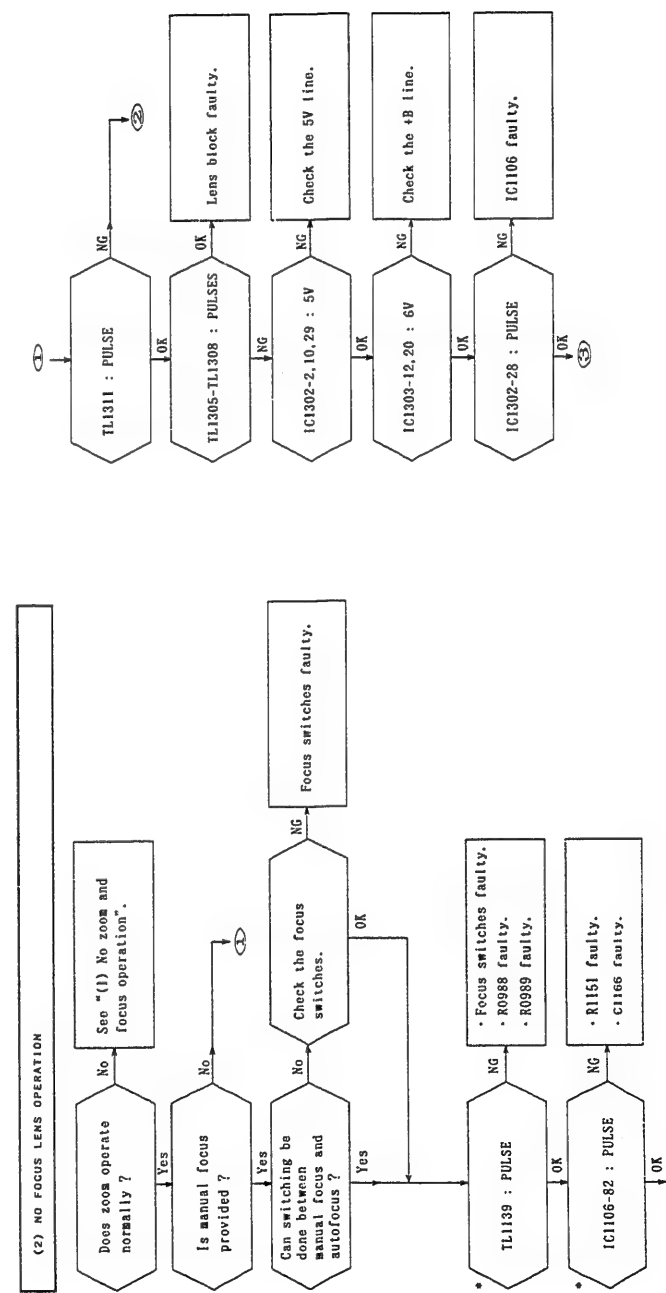 (2) NO FOCUS LENS OPERATION
Does zoom operate
normally ?
No
See "(1) No zoom and
focus operation".
Yes
Is manual focus
provided ?
No
①
Yes
Can switching be
done between
manual focus and
autofocus ?
No
Check the focus
switches.
NG
Focus switches faulty.
Yes
OK
*
TL1139 : PULSE
NG
· Focus switches faulty.
· R0988 faulty.
· R0989 faulty.
OK
*
IC1106-82 : PULSE
NG
· R1151 faulty.
· C1166 faulty.
OK
①
TL1311 : PULSE
NG
②
OK
TL1305-TL1308 : PULSES
OK
Lens block faulty.
NG
IC1302-2,10,29 : 5V
NG
Check the 5V line.
OK
IC1303-12,20 : 6V
NG
Check the +B line.
OK
IC1302-28 : PULSE
NG
IC1106 faulty.
OK
③